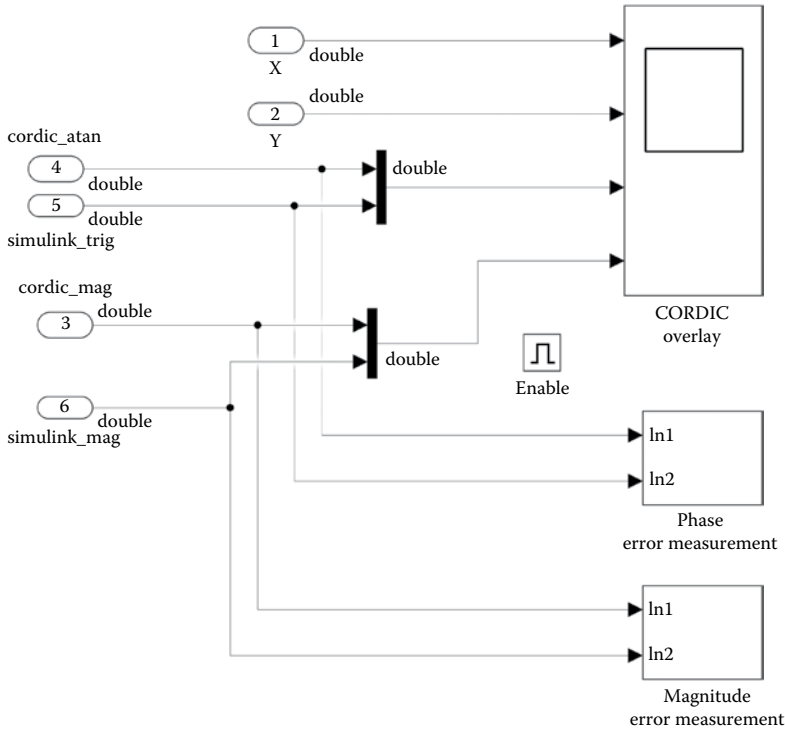 1
double
X
double
2
Y
cordic_atan
4
double
double
5
double
simulink_trig
cordic_mag
double
3
double
6
double
simulink_mag
CORDIC
overlay
Enable
ln1
ln2
Phase
error measurement
ln1
ln2
Magnitude
error measurement